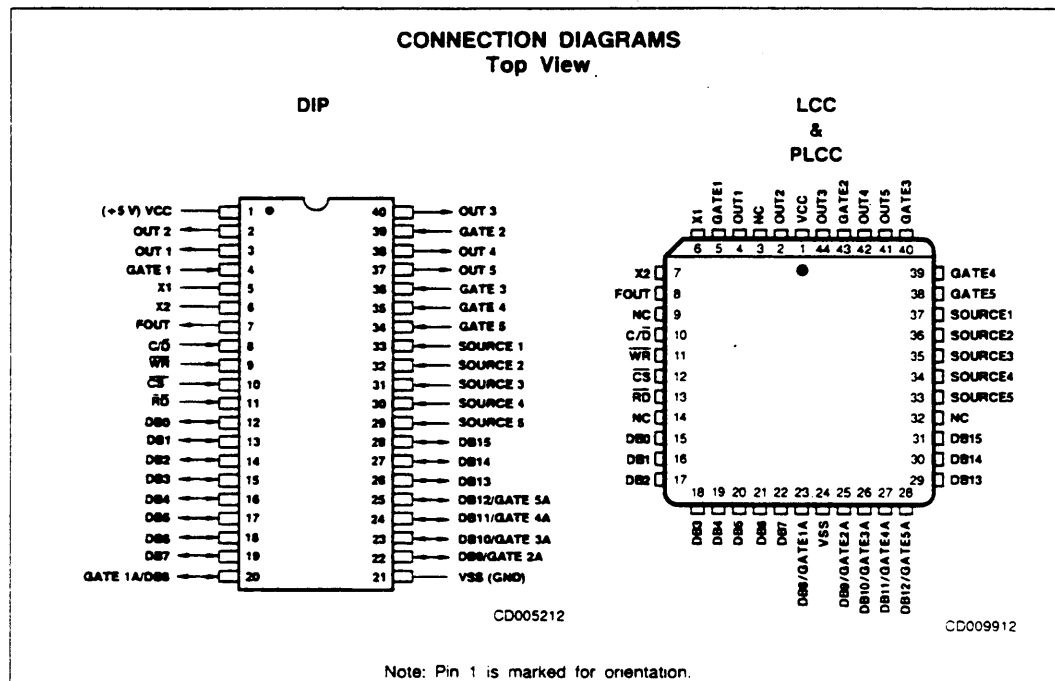 CONNECTION DIAGRAMS
Top View
DIP
(+5 V) VCC 1 40 OUT 3
OUT 2 2 39 GATE 2
OUT 1 3 38 OUT 4
GATE 1 4 37 OUT 5
X1 5 36 GATE 3
X2 6 35 GATE 4
FOUT 7 34 GATE 5
C/D̅ 8 33 SOURCE 1
W̅R̅ 9 32 SOURCE 2
C̅S̅ 10 31 SOURCE 3
R̅D̅ 11 30 SOURCE 4
DB0 12 29 SOURCE 5
DB1 13 28 DB15
DB2 14 27 DB14
DB3 15 26 DB13
DB4 16 25 DB12/GATE 5A
DB5 17 24 DB11/GATE 4A
DB6 18 23 DB10/GATE 3A
DB7 19 22 DB9/GATE 2A
GATE 1A/DB8 20 21 VSS (GND)
CD005212
LCC
&
PLCC
X1 GATE1 OUT1 NC OUT2 VCC OUT3 GATE2 OUT4 OUT5 GATE3
6 5 4 3 2 1 44 43 42 41 40
X2 7 39 GATE4
FOUT 8 38 GATE5
NC 9 37 SOURCE1
C/D̅ 10 36 SOURCE2
W̅R̅ 11 35 SOURCE3
C̅S̅ 12 34 SOURCE4
R̅D̅ 13 33 SOURCE5
NC 14 32 NC
DB0 15 31 DB15
DB1 16 30 DB14
DB2 17 29 DB13
18 19 20 21 22 23 24 25 26 27 28
DB3 DB4 DB5 DB6 DB7 DB8/GATE1A VSS DB9/GATE2A DB10/GATE3A DB11/GATE4A DB12/GATE5A
CD009912
Note: Pin 1 is marked for orientation.